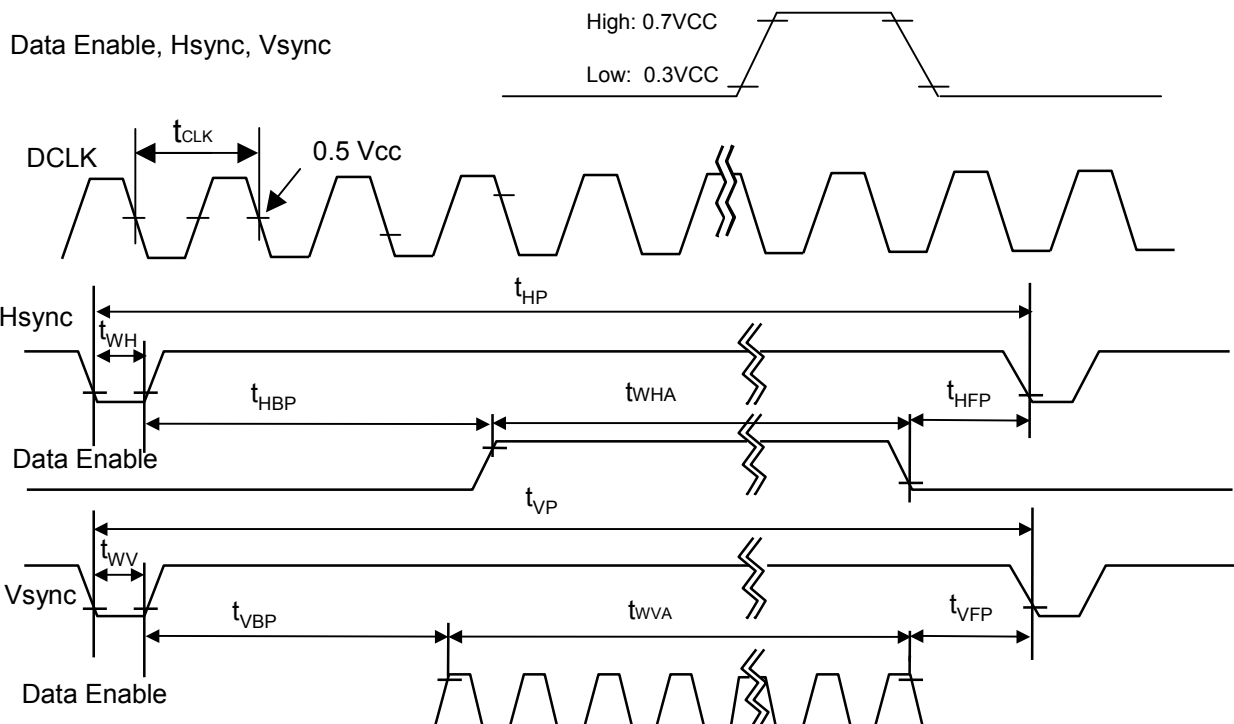 High: 0.7VCC
Data Enable, Hsync, Vsync
Low: 0.3VCC
tCLK
DCLK
0.5 Vcc
tHP
Hsync
tWH
tHBP
tWHA
tHFP
Data Enable
tVP
tWV
Vsync
tVBP
tWVA
tVFP
Data Enable